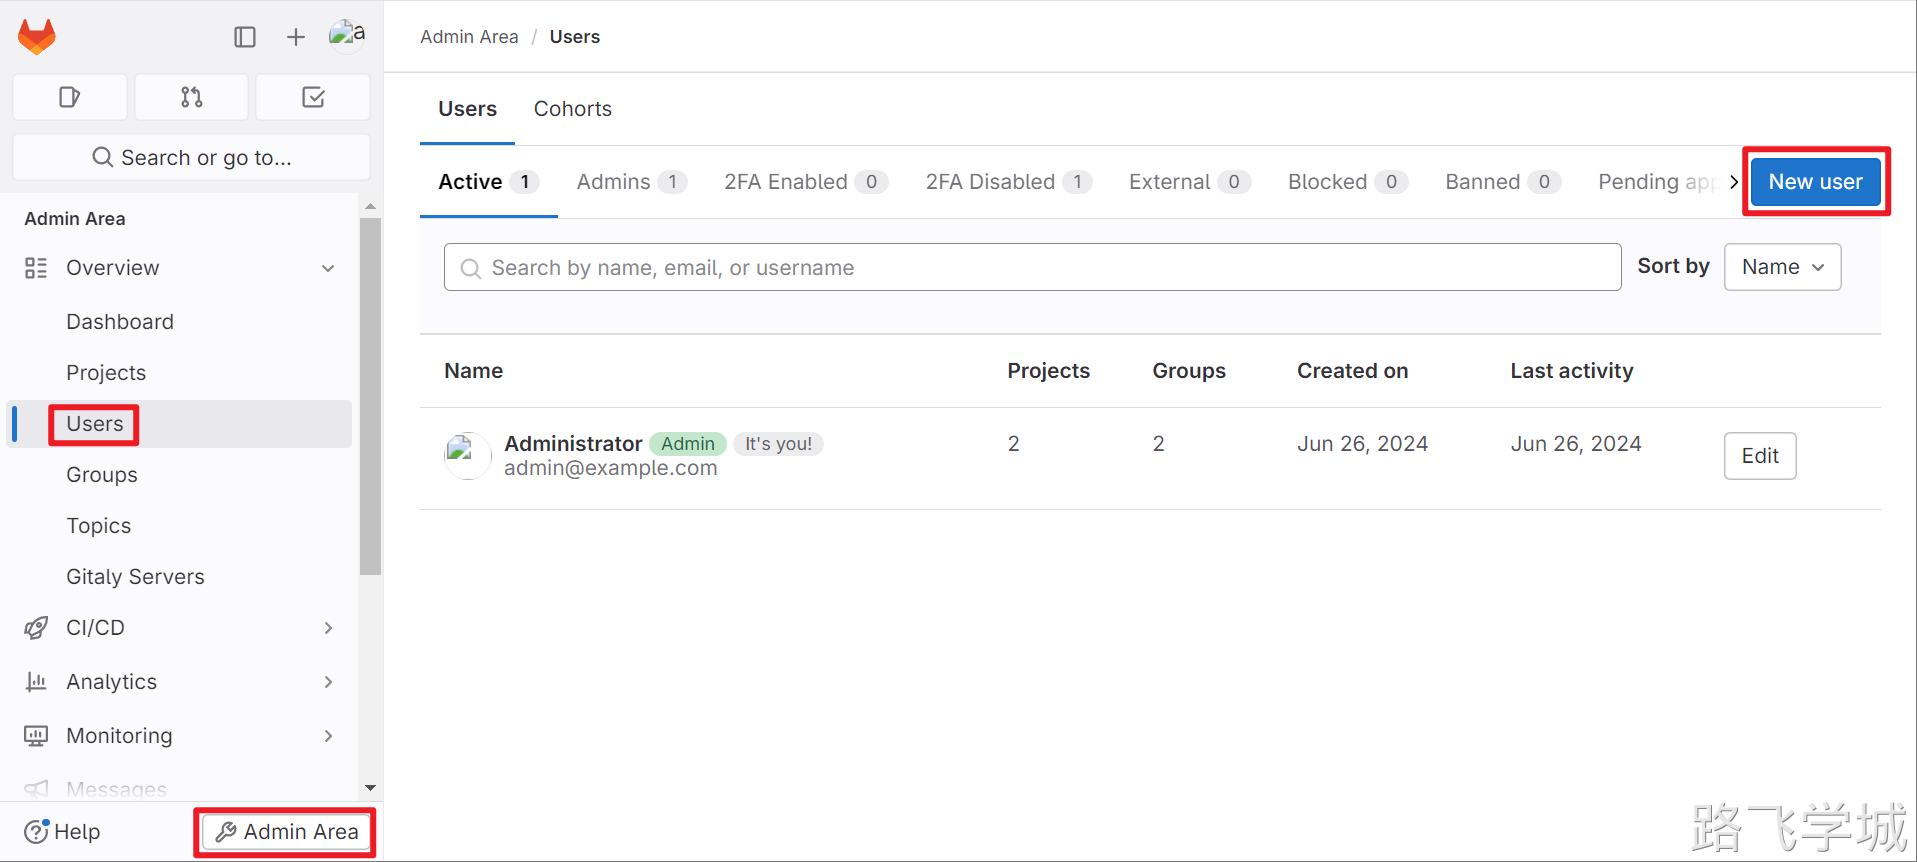 a
Admin Area / Users
Search or go to...
Users Cohorts
Active 1 Admins 1 2FA Enabled 0 2FA Disabled 1 External 0 Blocked 0 Banned 0 Pending app New user
Search by name, email, or username Sort by Name
Admin Area
Overview
Dashboard
Projects
Users
Groups
Topics
Gitaly Servers
CI/CD
Analytics
Monitoring
Messages
Help Admin Area
Name Projects Groups Created on Last activity
Administrator Admin It's you! 2 2 Jun 26, 2024 Jun 26, 2024 Edit
admin@example.com
路飞学城